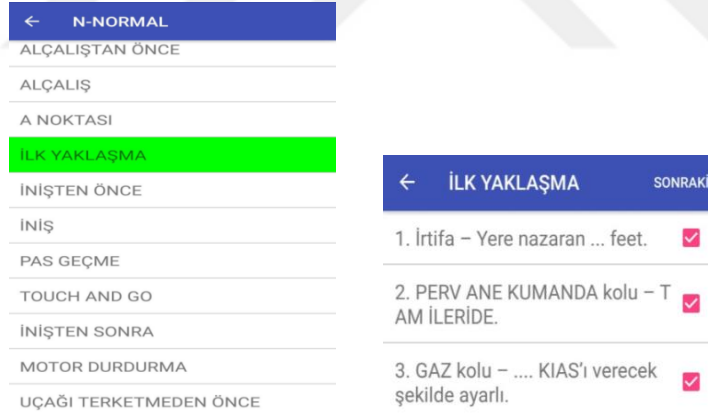 ← N-NORMAL
ALÇALIŞTAN ÖNCE
ALÇALIŞ
A NOKTASI
İLK YAKLAŞMA
İNİŞTEN ÖNCE
İNİŞ
PAS GEÇME
TOUCH AND GO
İNİŞTEN SONRA
MOTOR DURDURMA
UÇAĞI TERKETMEDEN ÖNCE
← İLK YAKLAŞMA SONRAKİ
1. İrtifa – Yere nazaran ... feet.
2. PERV ANE KUMANDA kolu – T
AM İLERİDE.
3. GAZ kolu – .... KIAS'ı verecek
şekilde ayarlı.